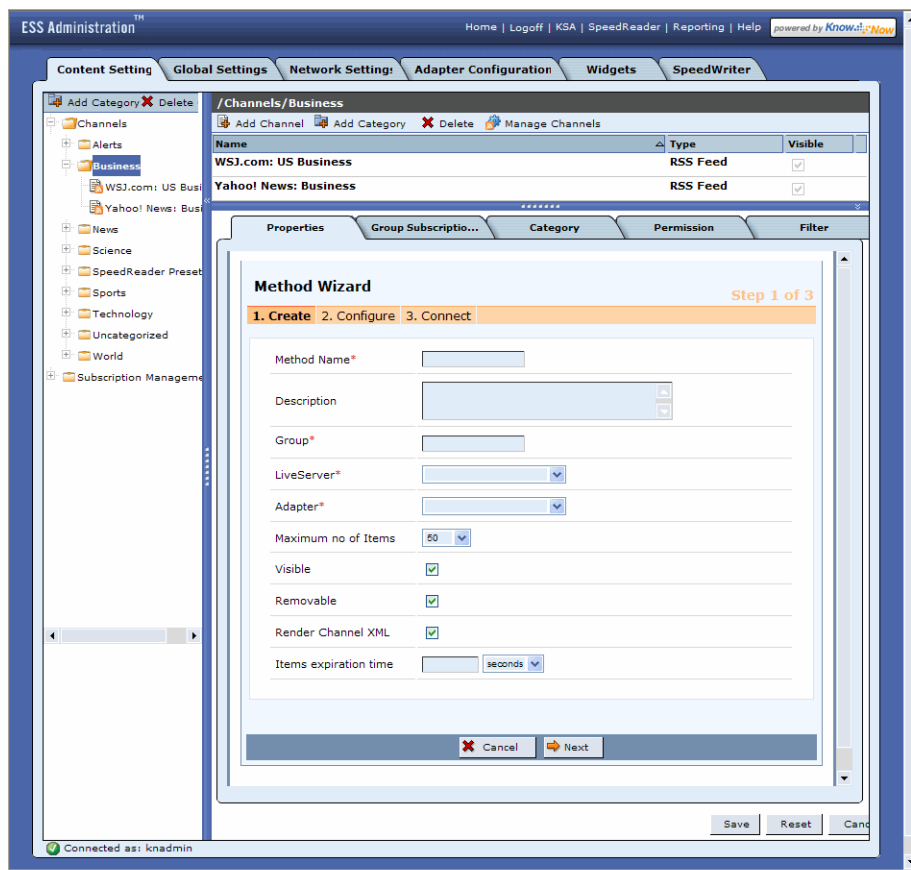 ESS Administration™
Home | Logoff | KSA | SpeedReader | Reporting | Help
powered by KnowNow
Content Setting
Global Settings
Network Setting:
Adapter Configuration
Widgets
SpeedWriter
Add Category Delete
Channels
Alerts
Business
WSJ.com: US Busi
Yahoo! News: Busi
News
Science
SpeedReader Preset
Sports
Technology
Uncategorized
World
Subscription Manageme
/Channels/Business
Add Channel Add Category Delete Manage Channels
Name Type Visible
WSJ.com: US Business RSS Feed
Yahoo! News: Business RSS Feed
Properties
Group Subscriptio...
Category
Permission
Filter
Method Wizard
Step 1 of 3
1. Create 2. Configure 3. Connect
Method Name*
Description
Group*
LiveServer*
Adapter*
Maximum no of Items 50
Visible
Removable
Render Channel XML
Items expiration time seconds
Cancel Next
Save Reset Canc
Connected as: knadmin